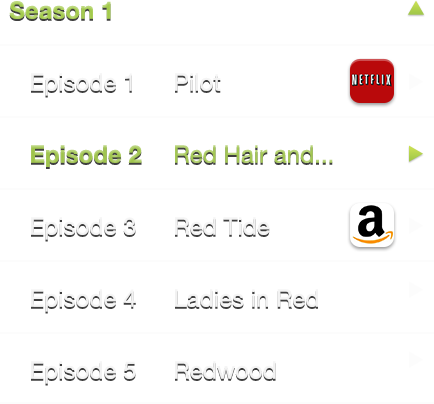 Season 1
Episode 1 Pilot NETFLIX
Episode 2 Red Hair and...
Episode 3 Red Tide a
Episode 4 Ladies in Red
Episode 5 Redwood